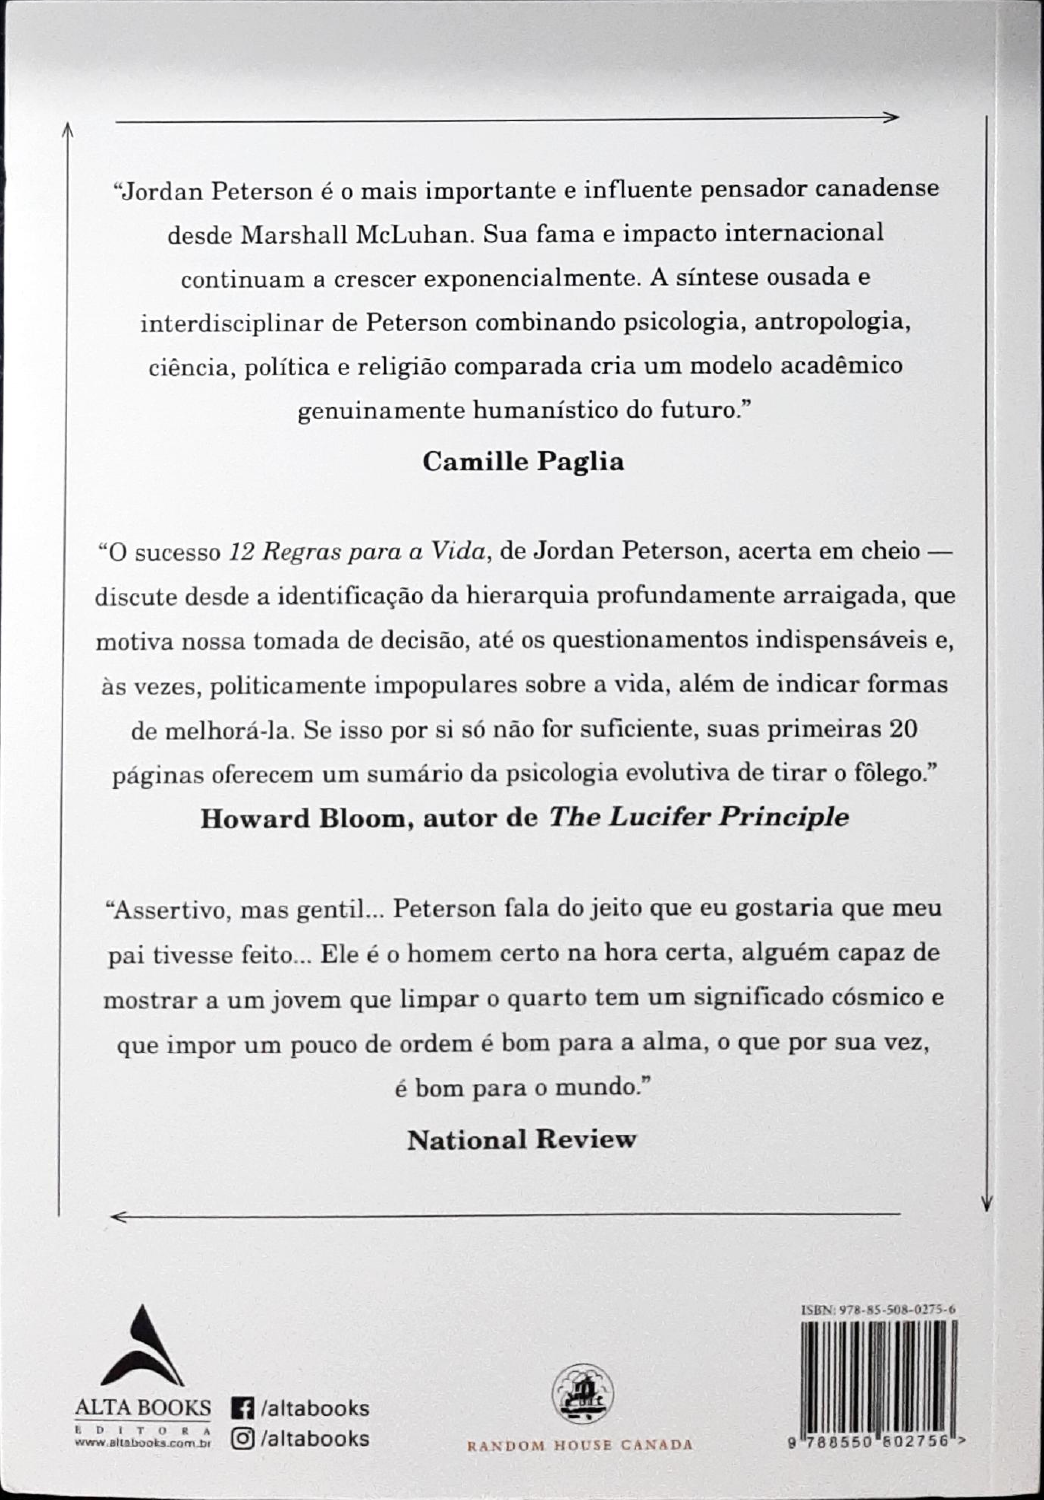 “Jordan Peterson é o mais importante e influente pensador canadense
desde Marshall McLuhan. Sua fama e impacto internacional
continuam a crescer exponencialmente. A síntese ousada e
interdisciplinar de Peterson combinando psicologia, antropologia,
ciência, política e religião comparada cria um modelo acadêmico
genuinamente humanístico do futuro.”
Camille Paglia
“O sucesso 12 Regras para a Vida, de Jordan Peterson, acerta em cheio —
discute desde a identificação da hierarquia profundamente arraigada, que
motiva nossa tomada de decisão, até os questionamentos indispensáveis e,
às vezes, politicamente impopulares sobre a vida, além de indicar formas
de melhorá-la. Se isso por si só não for suficiente, suas primeiras 20
páginas oferecem um sumário da psicologia evolutiva de tirar o fôlego.”
Howard Bloom, autor de The Lucifer Principle
“Assertivo, mas gentil... Peterson fala do jeito que eu gostaria que meu
pai tivesse feito... Ele é o homem certo na hora certa, alguém capaz de
mostrar a um jovem que limpar o quarto tem um significado cósmico e
que impor um pouco de ordem é bom para a alma, o que por sua vez,
é bom para o mundo.”
National Review
ALTA BOOKS
EDITORA
www.altabooks.com.br
/altabooks
/altabooks
RANDOM HOUSE CANADA
ISBN: 978-85-508-0275-6
9 788550 802756 >